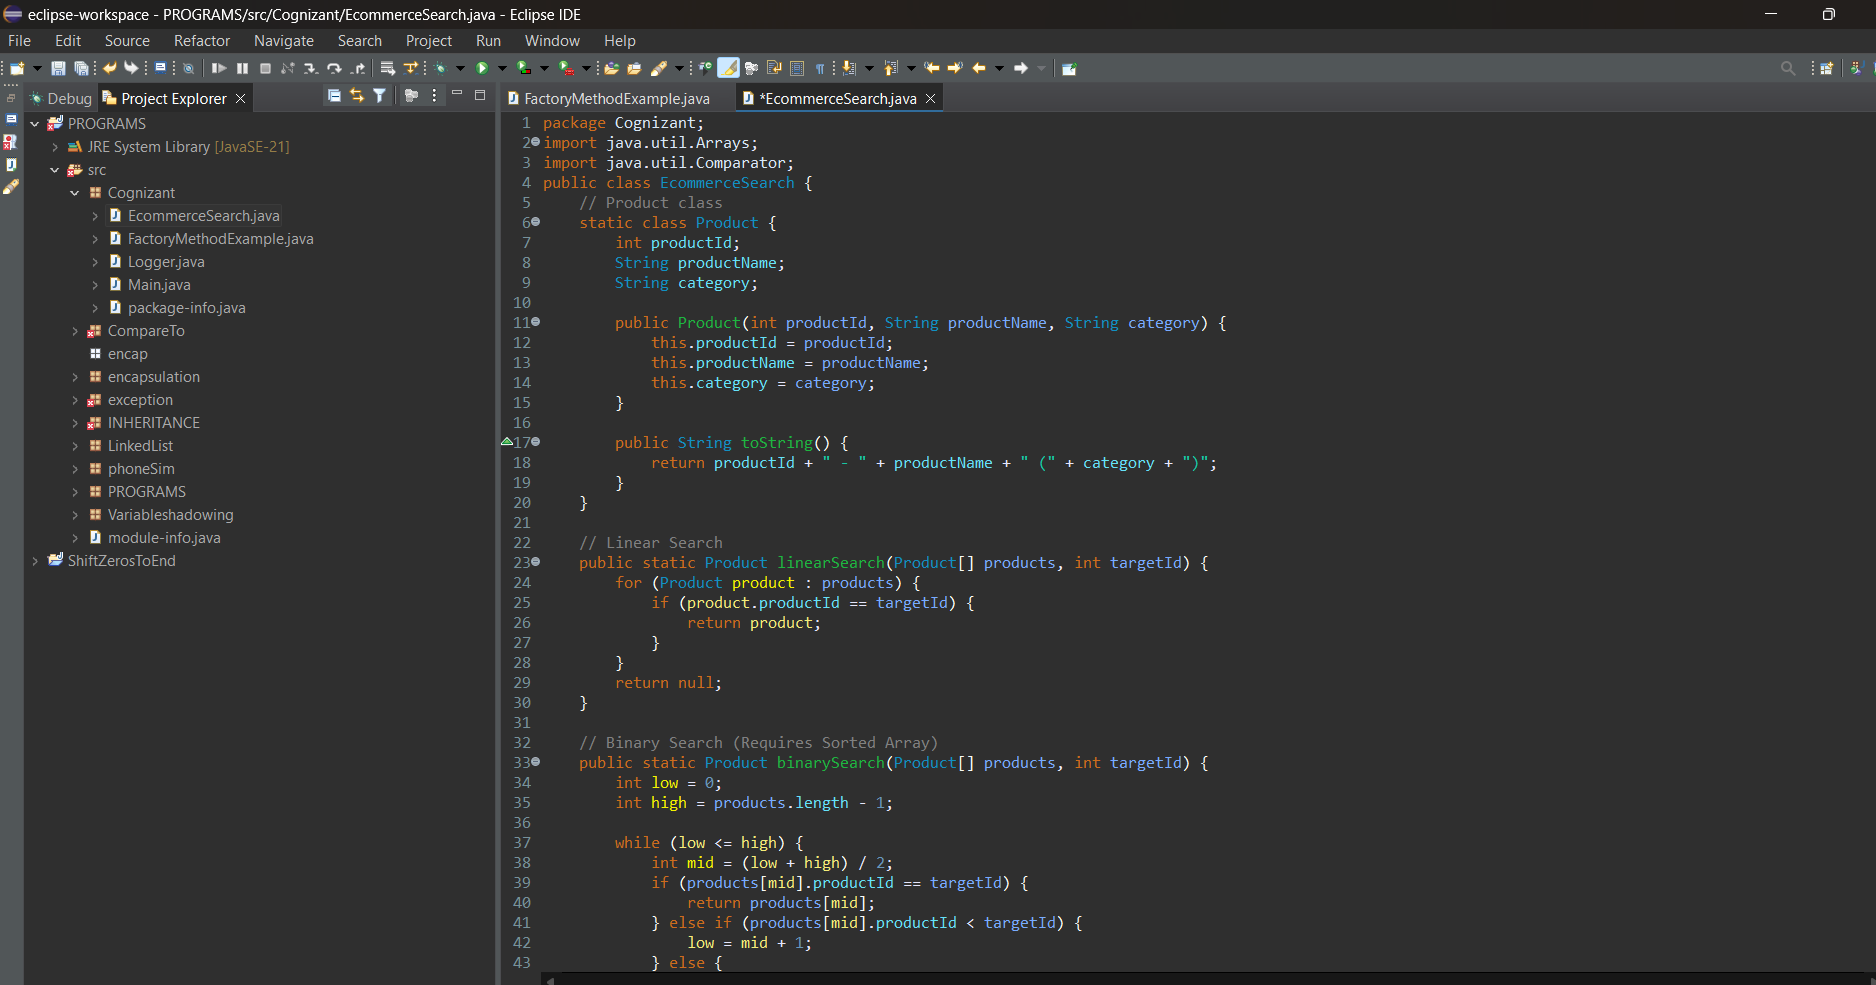 eclipse-workspace - PROGRAMS/src/Cognizant/EcommerceSearch.java - Eclipse IDE
File Edit Source Refactor Navigate Search Project Run Window Help
Debug Project Explorer
PROGRAMS
JRE System Library [JavaSE-21]
src
Cognizant
EcommerceSearch.java
FactoryMethodExample.java
Logger.java
Main.java
package-info.java
CompareTo
encap
encapsulation
exception
INHERITANCE
LinkedList
phoneSim
PROGRAMS
Variableshadowing
module-info.java
ShiftZerosToEnd
FactoryMethodExample.java *EcommerceSearch.java
1 package Cognizant;
2 import java.util.Arrays;
3 import java.util.Comparator;
4 public class EcommerceSearch {
5     // Product class
6     static class Product {
7         int productId;
8         String productName;
9         String category;
10
11         public Product(int productId, String productName, String category) {
12             this.productId = productId;
13             this.productName = productName;
14             this.category = category;
15         }
16
17         public String toString() {
18             return productId + " - " + productName + " (" + category + ")";
19         }
20     }
21
22     // Linear Search
23     public static Product linearSearch(Product[] products, int targetId) {
24         for (Product product : products) {
25             if (product.productId == targetId) {
26                 return product;
27             }
28         }
29         return null;
30     }
31
32     // Binary Search (Requires Sorted Array)
33     public static Product binarySearch(Product[] products, int targetId) {
34         int low = 0;
35         int high = products.length - 1;
36
37         while (low <= high) {
38             int mid = (low + high) / 2;
39             if (products[mid].productId == targetId) {
40                 return products[mid];
41             } else if (products[mid].productId < targetId) {
42                 low = mid + 1;
43             } else {